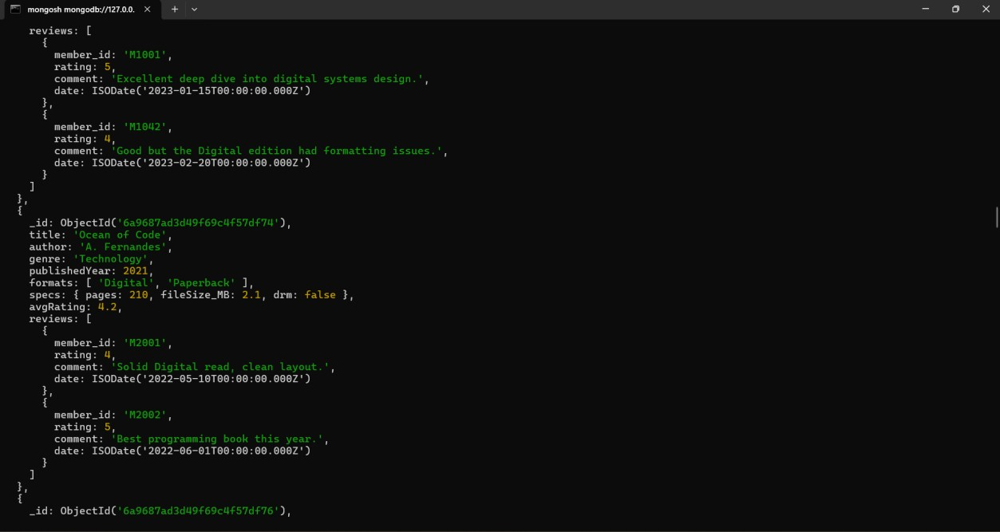 mongosh mongodb://127.0.0.
reviews: [
{
member_id: 'M1001',
rating: 5,
comment: 'Excellent deep dive into digital systems design.',
date: ISODate('2023-01-15T00:00:00.000Z')
},
{
member_id: 'M1042',
rating: 4,
comment: 'Good but the Digital edition had formatting issues.',
date: ISODate('2023-02-20T00:00:00.000Z')
}
]
},
{
_id: ObjectId('6a9687ad3d49f69c4f57df74'),
title: 'Ocean of Code',
author: 'A. Fernandes',
genre: 'Technology',
publishedYear: 2021,
formats: [ 'Digital', 'Paperback' ],
specs: { pages: 210, fileSize_MB: 2.1, drm: false },
avgRating: 4.2,
reviews: [
{
member_id: 'M2001',
rating: 4,
comment: 'Solid Digital read, clean layout.',
date: ISODate('2022-05-10T00:00:00.000Z')
},
{
member_id: 'M2002',
rating: 5,
comment: 'Best programming book this year.',
date: ISODate('2022-06-01T00:00:00.000Z')
}
]
},
{
_id: ObjectId('6a9687ad3d49f69c4f57df76'),